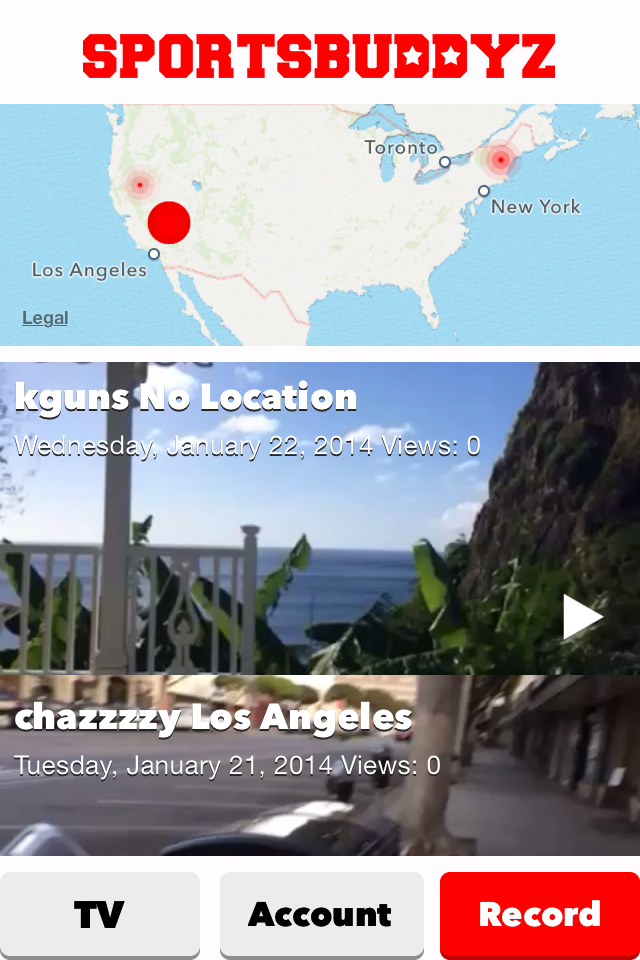 SPORTSBUDDYZ
Toronto
New York
Los Angeles
Legal
kguns No Location
Wednesday, January 22, 2014 Views: 0
chazzzzy Los Angeles
Tuesday, January 21, 2014 Views: 0
TV
Account
Record